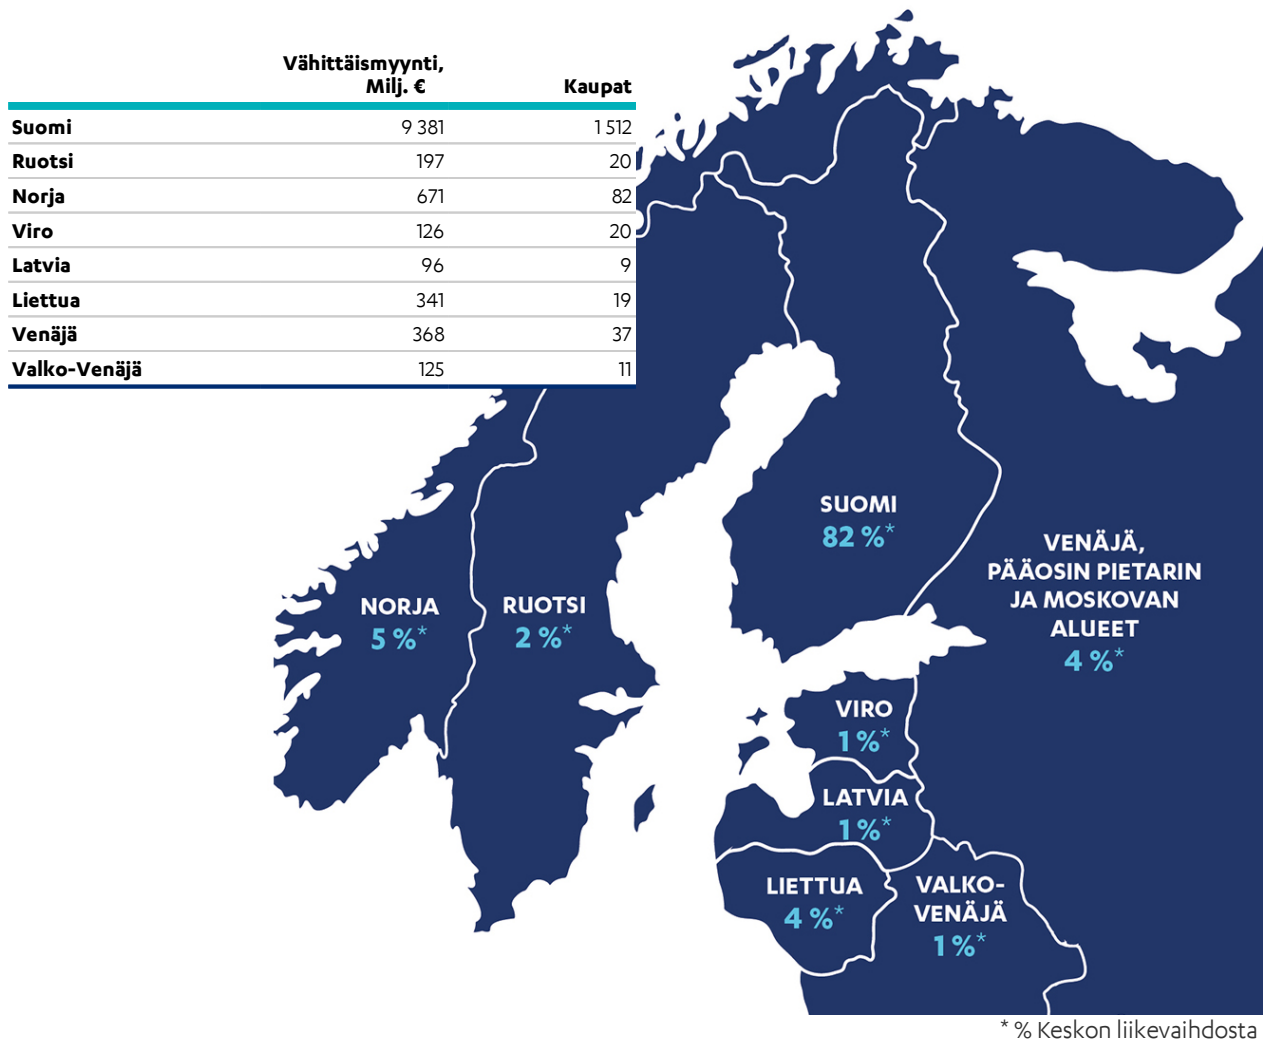 Vähittäismyynti,
Milj. € Kaupat
Suomi 9 381 1 512
Ruotsi 197 20
Norja 671 82
Viro 126 20
Latvia 96 9
Liettua 341 19
Venäjä 368 37
Valko-Venäjä 125 11
SUOMI
82 %*
VENÄJÄ,
PÄÄOSIN PIETARIN
JA MOSKOVAN
ALUEET
4 %*
NORJA
5 %*
RUOTSI
2 %*
VIRO
1 %*
LATVIA
1 %*
LIETTUA
4 %*
VALKO-
VENÄJÄ
1 %*
* % Keskon liikevaihdosta